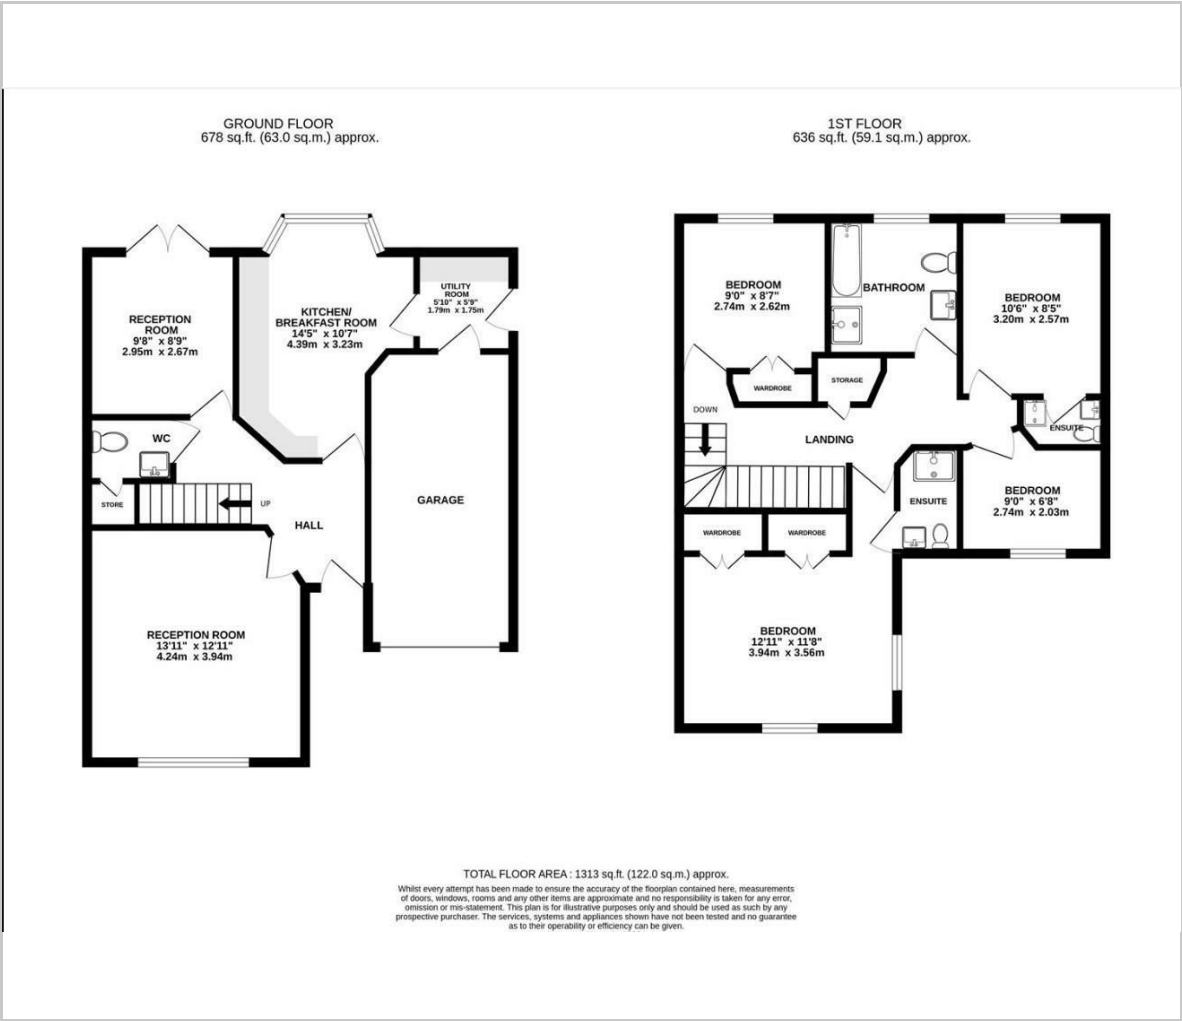 GROUND FLOOR
678 sq.ft. (63.0 sq.m.) approx.
RECEPTION
ROOM
9'8" x 8'9"
2.95m x 2.67m
KITCHEN/
BREAKFAST ROOM
14'5" x 10'7"
4.39m x 3.23m
UTILITY
ROOM
5'10" x 5'9"
1.79m x 1.75m
WC
STORE
UP
HALL
GARAGE
RECEPTION ROOM
13'11" x 12'11"
4.24m x 3.94m
1ST FLOOR
636 sq.ft. (59.1 sq.m.) approx.
BEDROOM
9'0" x 8'7"
2.74m x 2.62m
BATHROOM
BEDROOM
10'6" x 8'5"
3.20m x 2.57m
WARDROBE
STORAGE
DOWN
LANDING
ENSUITE
ENSUITE
BEDROOM
9'0" x 6'8"
2.74m x 2.03m
WARDROBE
WARDROBE
BEDROOM
12'11" x 11'8"
3.94m x 3.56m
TOTAL FLOOR AREA : 1313 sq.ft. (122.0 sq.m.) approx.
Whilst every attempt has been made to ensure the accuracy of the floorplan contained here, measurements
of doors, windows, rooms and any other items are approximate and no responsibility is taken for any error,
omission or mis-statement. This plan is for illustrative purposes only and should be used as such by any
prospective purchaser. The services, systems and appliances shown have not been tested and no guarantee
as to their operability or efficiency can be given.